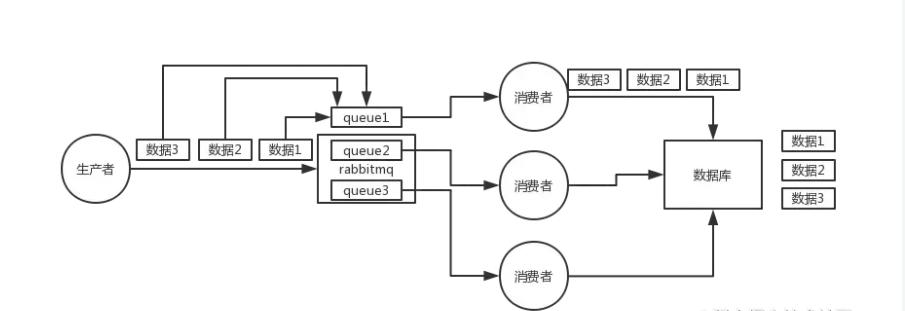 生产者
数据3
数据2
数据1
queue1
queue2
rabbitmq
queue3
消费者
数据3
数据2
数据1
消费者
消费者
数据库
数据1
数据2
数据3